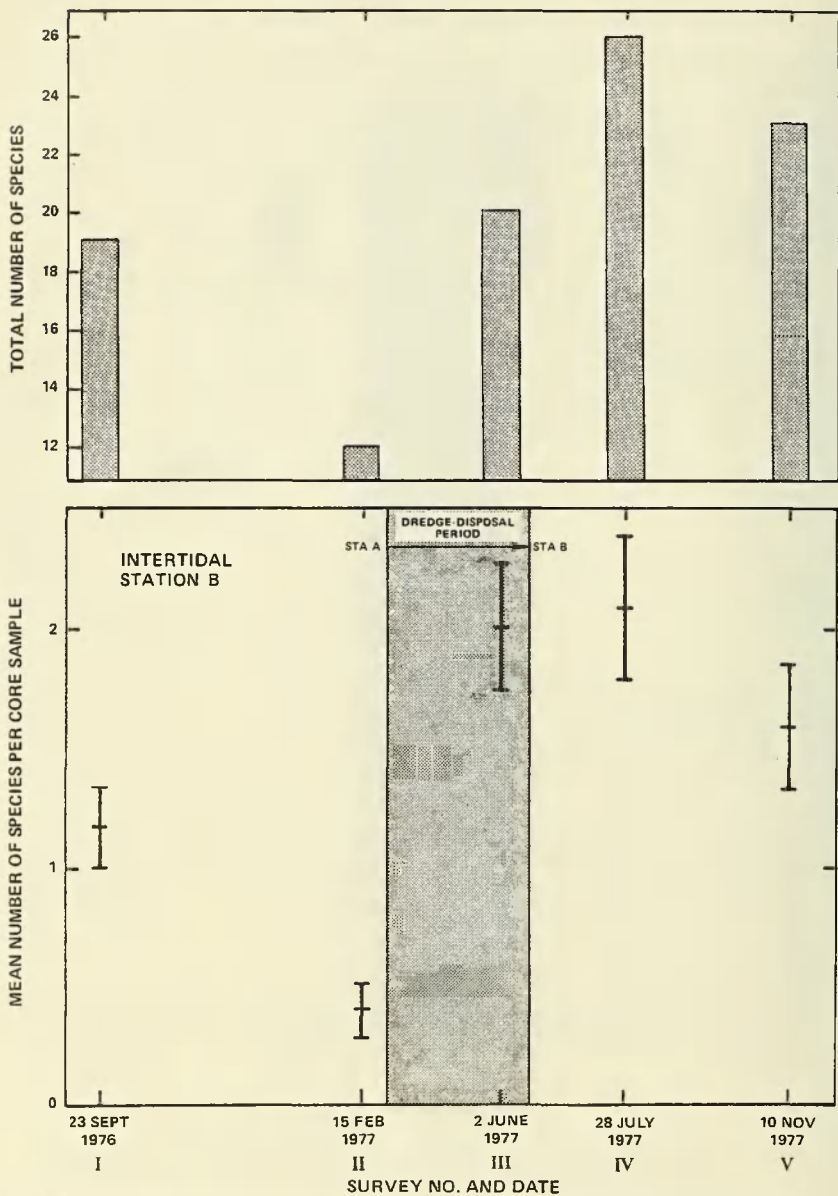 TOTAL NUMBER OF SPECIES
26
24
22
20
18
16
14
12
MEAN NUMBER OF SPECIES PER CORE SAMPLE
2
1
0
INTERTIDAL
STATION B
DREDGE-DISPOSAL
PERIOD
STA A
STA B
23 SEPT
1976
I
15 FEB
1977
II
2 JUNE
1977
III
28 JULY
1977
IV
10 NOV
1977
V
SURVEY NO. AND DATE